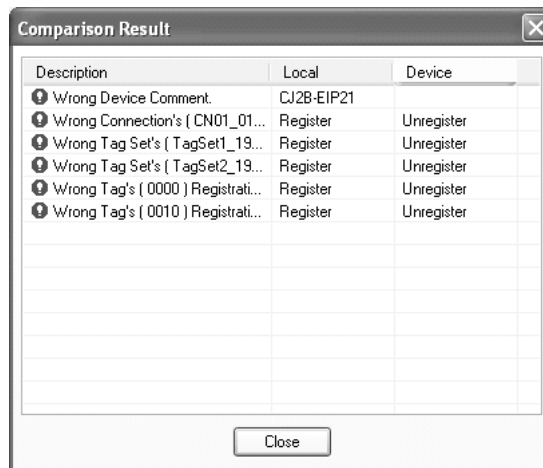 Comparison Result
Description Local Device
Wrong Device Comment. CJ2B-EIP21
Wrong Connection's ( CN01_01... Register Unregister
Wrong Tag Set's ( TagSet1_19... Register Unregister
Wrong Tag Set's ( TagSet2_19... Register Unregister
Wrong Tag's ( 0000 ) Registrati... Register Unregister
Wrong Tag's ( 0010 ) Registrati... Register Unregister
Close